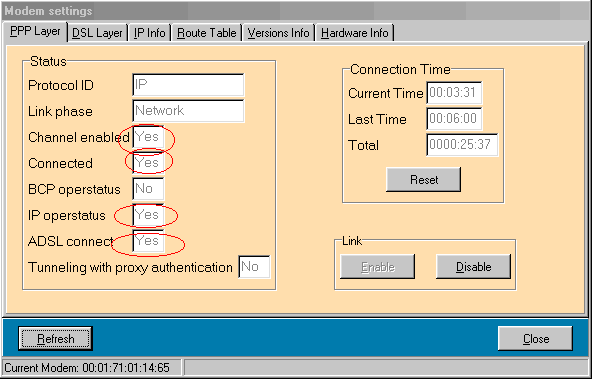 Modem settings
PPP Layer DSL Layer IP Info Route Table Versions Info Hardware Info
Status
Protocol ID IP
Link phase Network
Channel enabled Yes
Connected Yes
BCP operstatus No
IP operstatus Yes
ADSL connect Yes
Tunneling with proxy authentication No
Connection Time
Current Time 00:03:31
Last Time 00:06:00
Total 0000:25:37
Reset
Link
Enable Disable
Refresh Close
Current Modem: 00:01:71:01:14:65